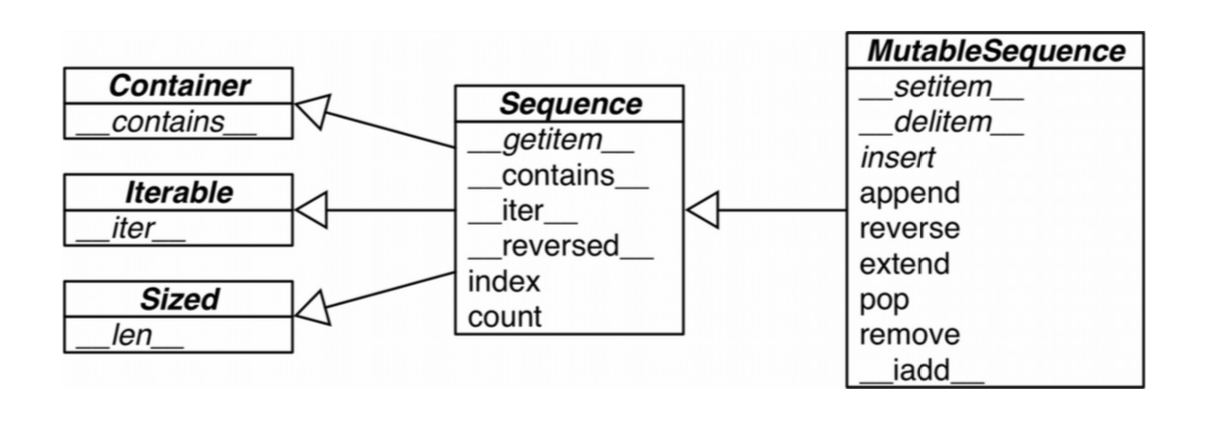 Container
__contains__
Iterable
__iter__
Sized
__len__
Sequence
__getitem__
__contains__
__iter__
__reversed__
index
count
MutableSequence
__setitem__
__delitem__
insert
append
reverse
extend
pop
remove
__iadd__